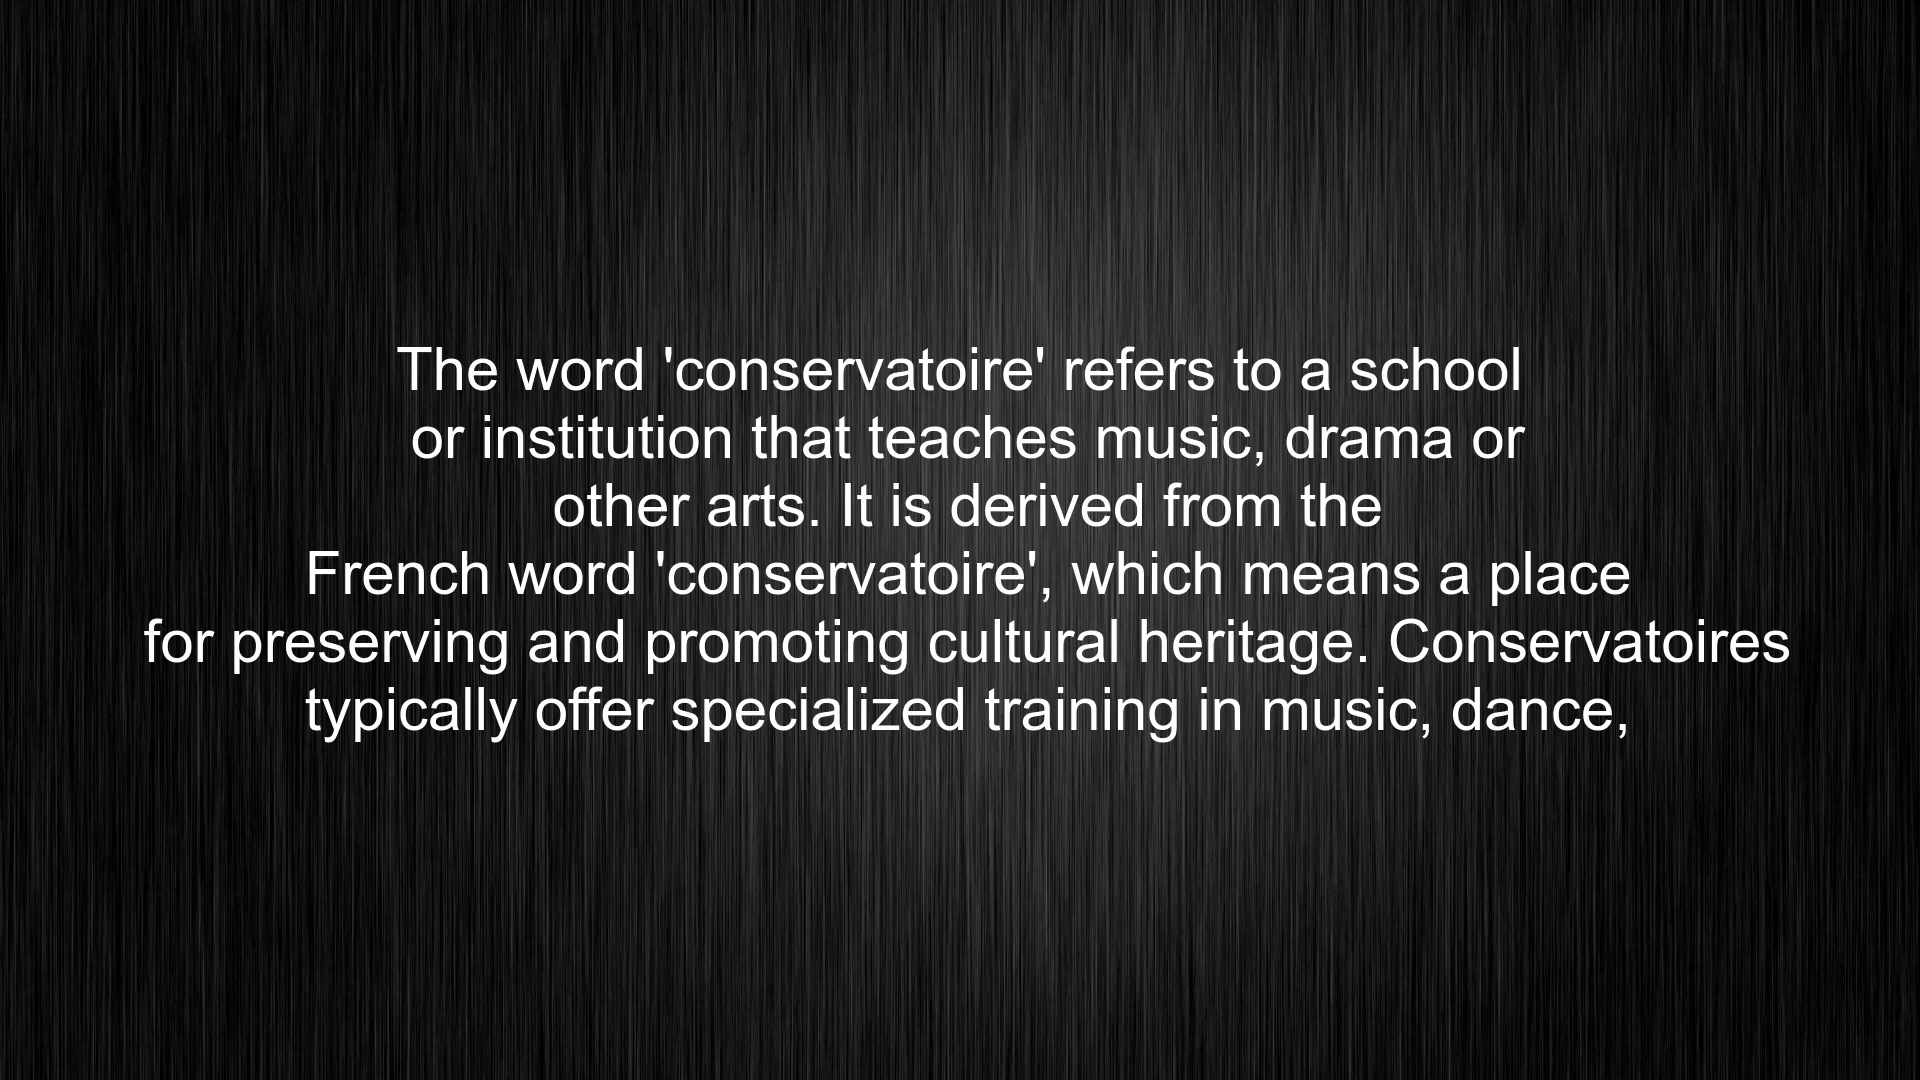 The word 'conservatoire' refers to a school
or institution that teaches music, drama or
other arts. It is derived from the
French word 'conservatoire', which means a place
for preserving and promoting cultural heritage. Conservatoires
typically offer specialized training in music, dance,